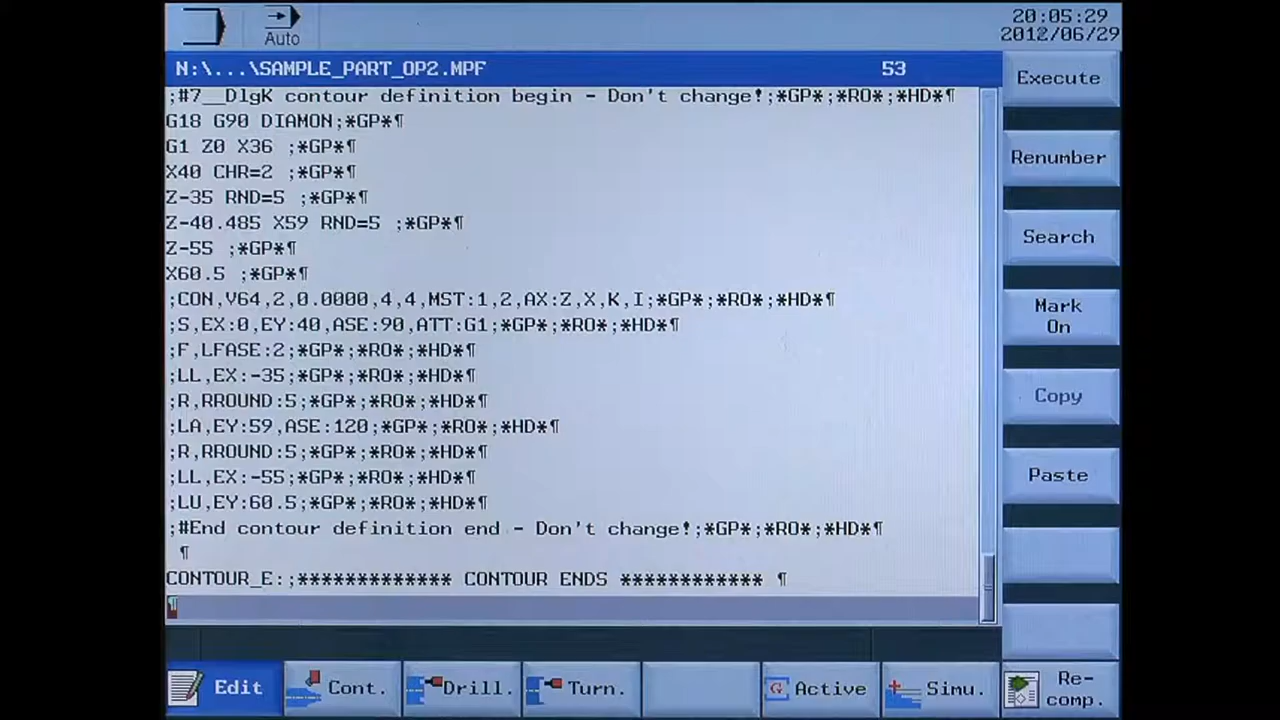 20:05:29
Auto
2012/06/29
N:\...\SAMPLE_PART_OP2.MPF 53
;#7__DlgK contour definition begin - Don't change!;*GP*;*RO*;*HD*¶
G18 G90 DIAMON;*GP*¶
G1 Z0 X36 ;*GP*¶
X40 CHR=2 ;*GP*¶
Z-35 RND=5 ;*GP*¶
Z-40.485 X59 RND=5 ;*GP*¶
Z-55 ;*GP*¶
X60.5 ;*GP*¶
;CON,V64,2,0.0000,4,4,MST:1,2,AX:Z,X,K,I;*GP*;*RO*;*HD*¶
;S,EX:0,EY:40,ASE:90,ATT:G1;*GP*;*RO*;*HD*¶
;F,LFASE:2;*GP*;*RO*;*HD*¶
;LL,EX:-35;*GP*;*RO*;*HD*¶
;R,RROUND:5;*GP*;*RO*;*HD*¶
;LA,EY:59,ASE:120;*GP*;*RO*;*HD*¶
;R,RROUND:5;*GP*;*RO*;*HD*¶
;LL,EX:-55;*GP*;*RO*;*HD*¶
;LU,EY:60.5;*GP*;*RO*;*HD*¶
;#End contour definition end - Don't change!;*GP*;*RO*;*HD*¶
¶
CONTOUR_E:;************* CONTOUR ENDS ************ ¶
¶
Execute
Renumber
Search
Mark
On
Copy
Paste
Edit
Cont.
Drill.
Turn.
G Active
Simu.
Re-
comp.